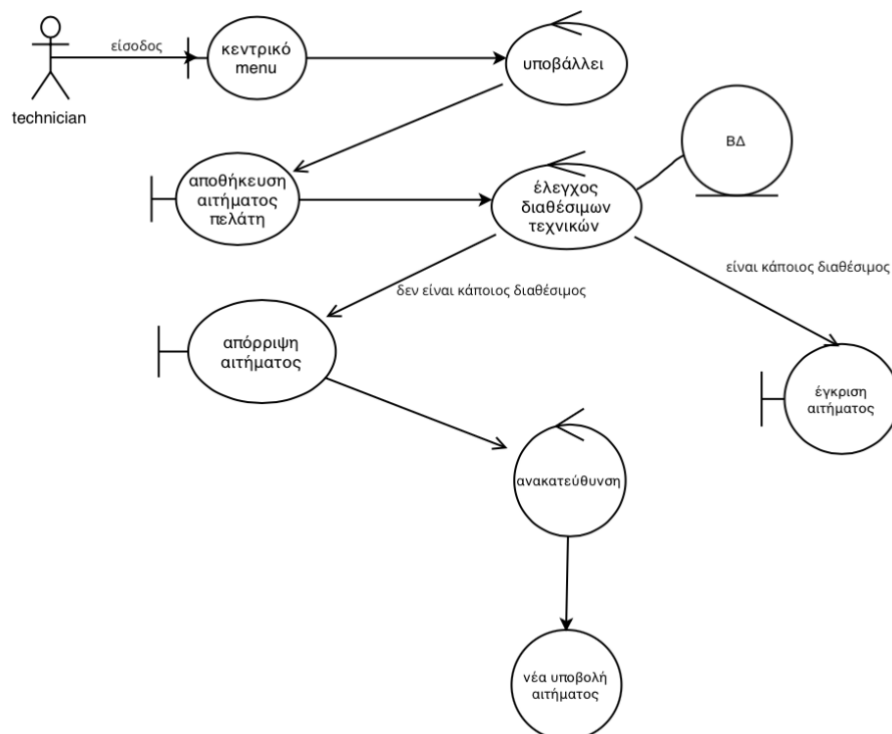 είσοδος
technician
κεντρικό
menu
υποβάλλει
ΒΔ
αποθήκευση
αιτήματος
πελάτη
έλεγχος
διαθέσιμων
τεχνικών
δεν είναι κάποιος διαθέσιμος
είναι κάποιος διαθέσιμος
απόρριψη
αιτήματος
έγκριση
αιτήματος
ανακατεύθυνση
νέα υποβολή
αιτήματος